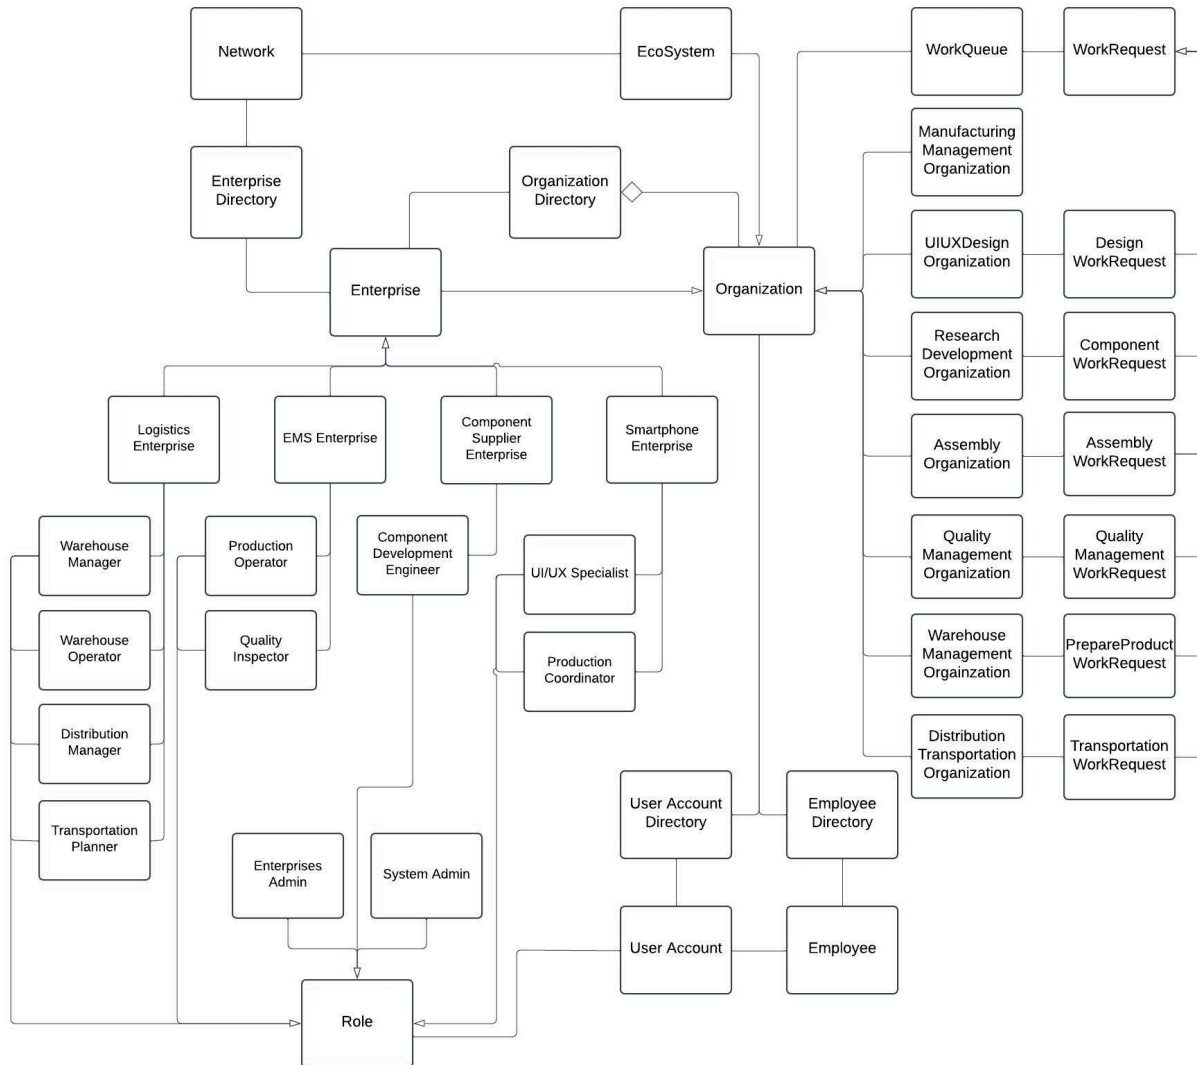 Network
EcoSystem
WorkQueue
WorkRequest
Manufacturing
Management
Organization
Enterprise
Directory
Organization
Directory
UIUXDesign
Organization
Design
WorkRequest
Enterprise
Organization
Research
Development
Organization
Component
WorkRequest
Logistics
Enterprise
EMS Enterprise
Component
Supplier
Enterprise
Smartphone
Enterprise
Assembly
Organization
Assembly
WorkRequest
Warehouse
Manager
Production
Operator
Component
Development
Engineer
UI/UX Specialist
Quality
Management
Organization
Quality
Management
WorkRequest
Warehouse
Operator
Quality
Inspector
Production
Coordinator
Warehouse
Management
Orgainzation
PrepareProduct
WorkRequest
Distribution
Manager
Distribution
Transportation
Organization
Transportation
WorkRequest
Transportation
Planner
User Account
Directory
Employee
Directory
Enterprises
Admin
System Admin
User Account
Employee
Role